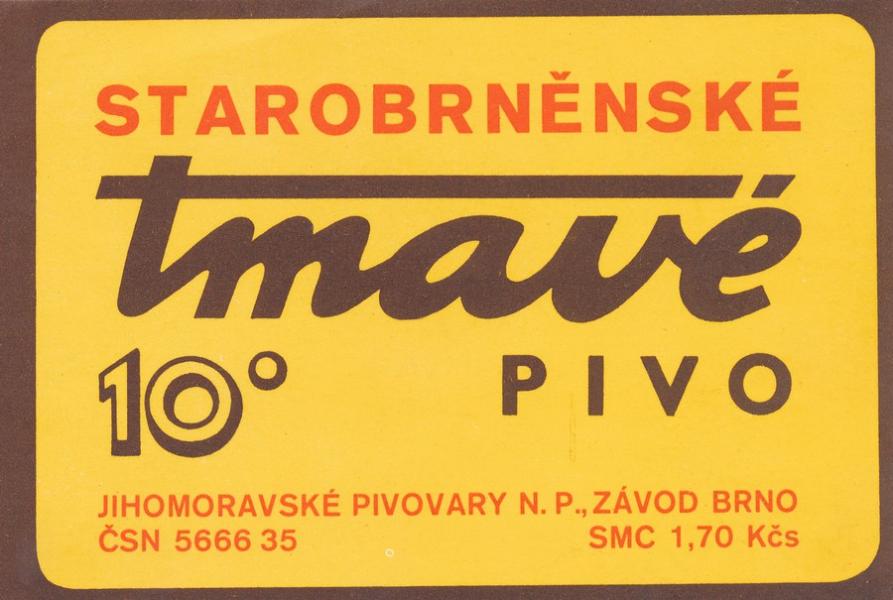 STAROBRNĚNSKÉ
tmavé
10° PIVO
JIHOMORAVSKÉ PIVOVARY N. P., ZÁVOD BRNO
ČSN 5666 35 SMC 1,70 Kčs